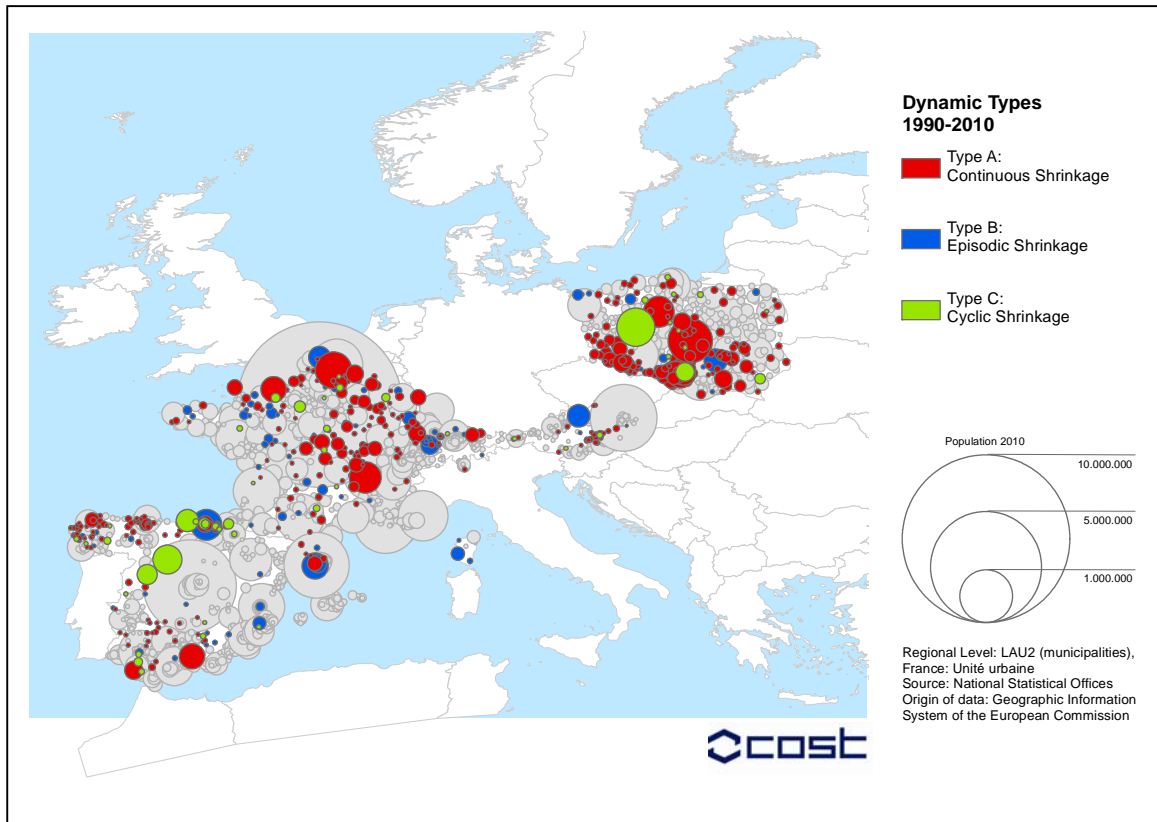 Dynamic Types
1990-2010
Type A:
Continuous Shrinkage
Type B:
Episodic Shrinkage
Type C:
Cyclic Shrinkage
Population 2010
10.000.000
5.000.000
1.000.000
Regional Level: LAU2 (municipalities),
France: Unité urbaine
Source: National Statistical Offices
Origin of data: Geographic Information
System of the European Commission
cost